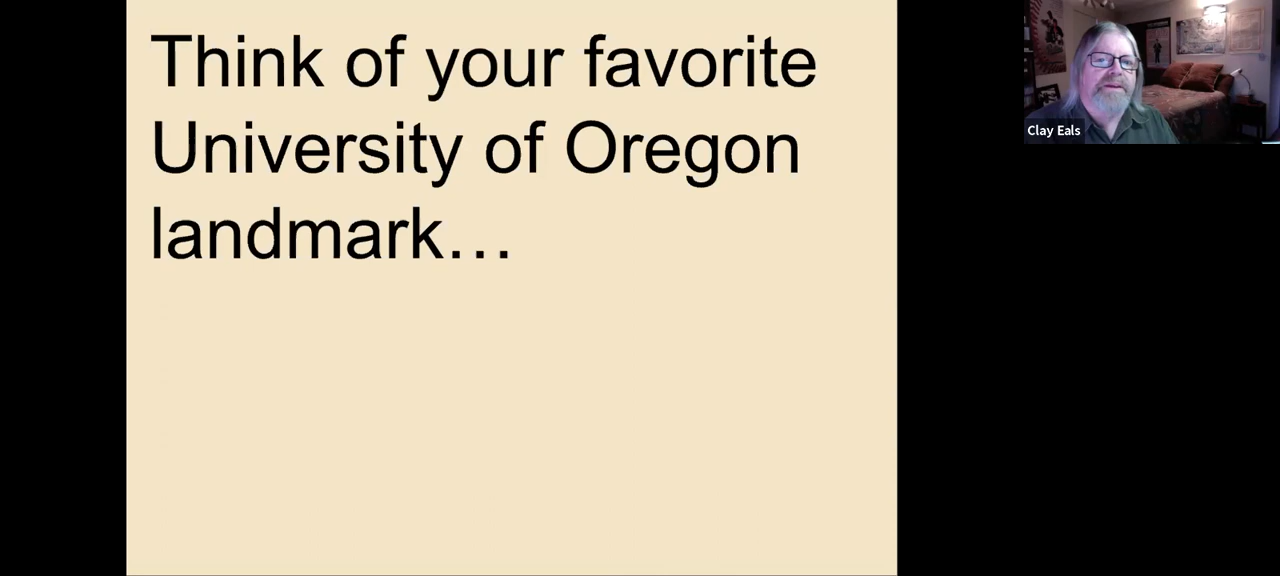 Think of your favorite
University of Oregon
landmark…
Clay Eals